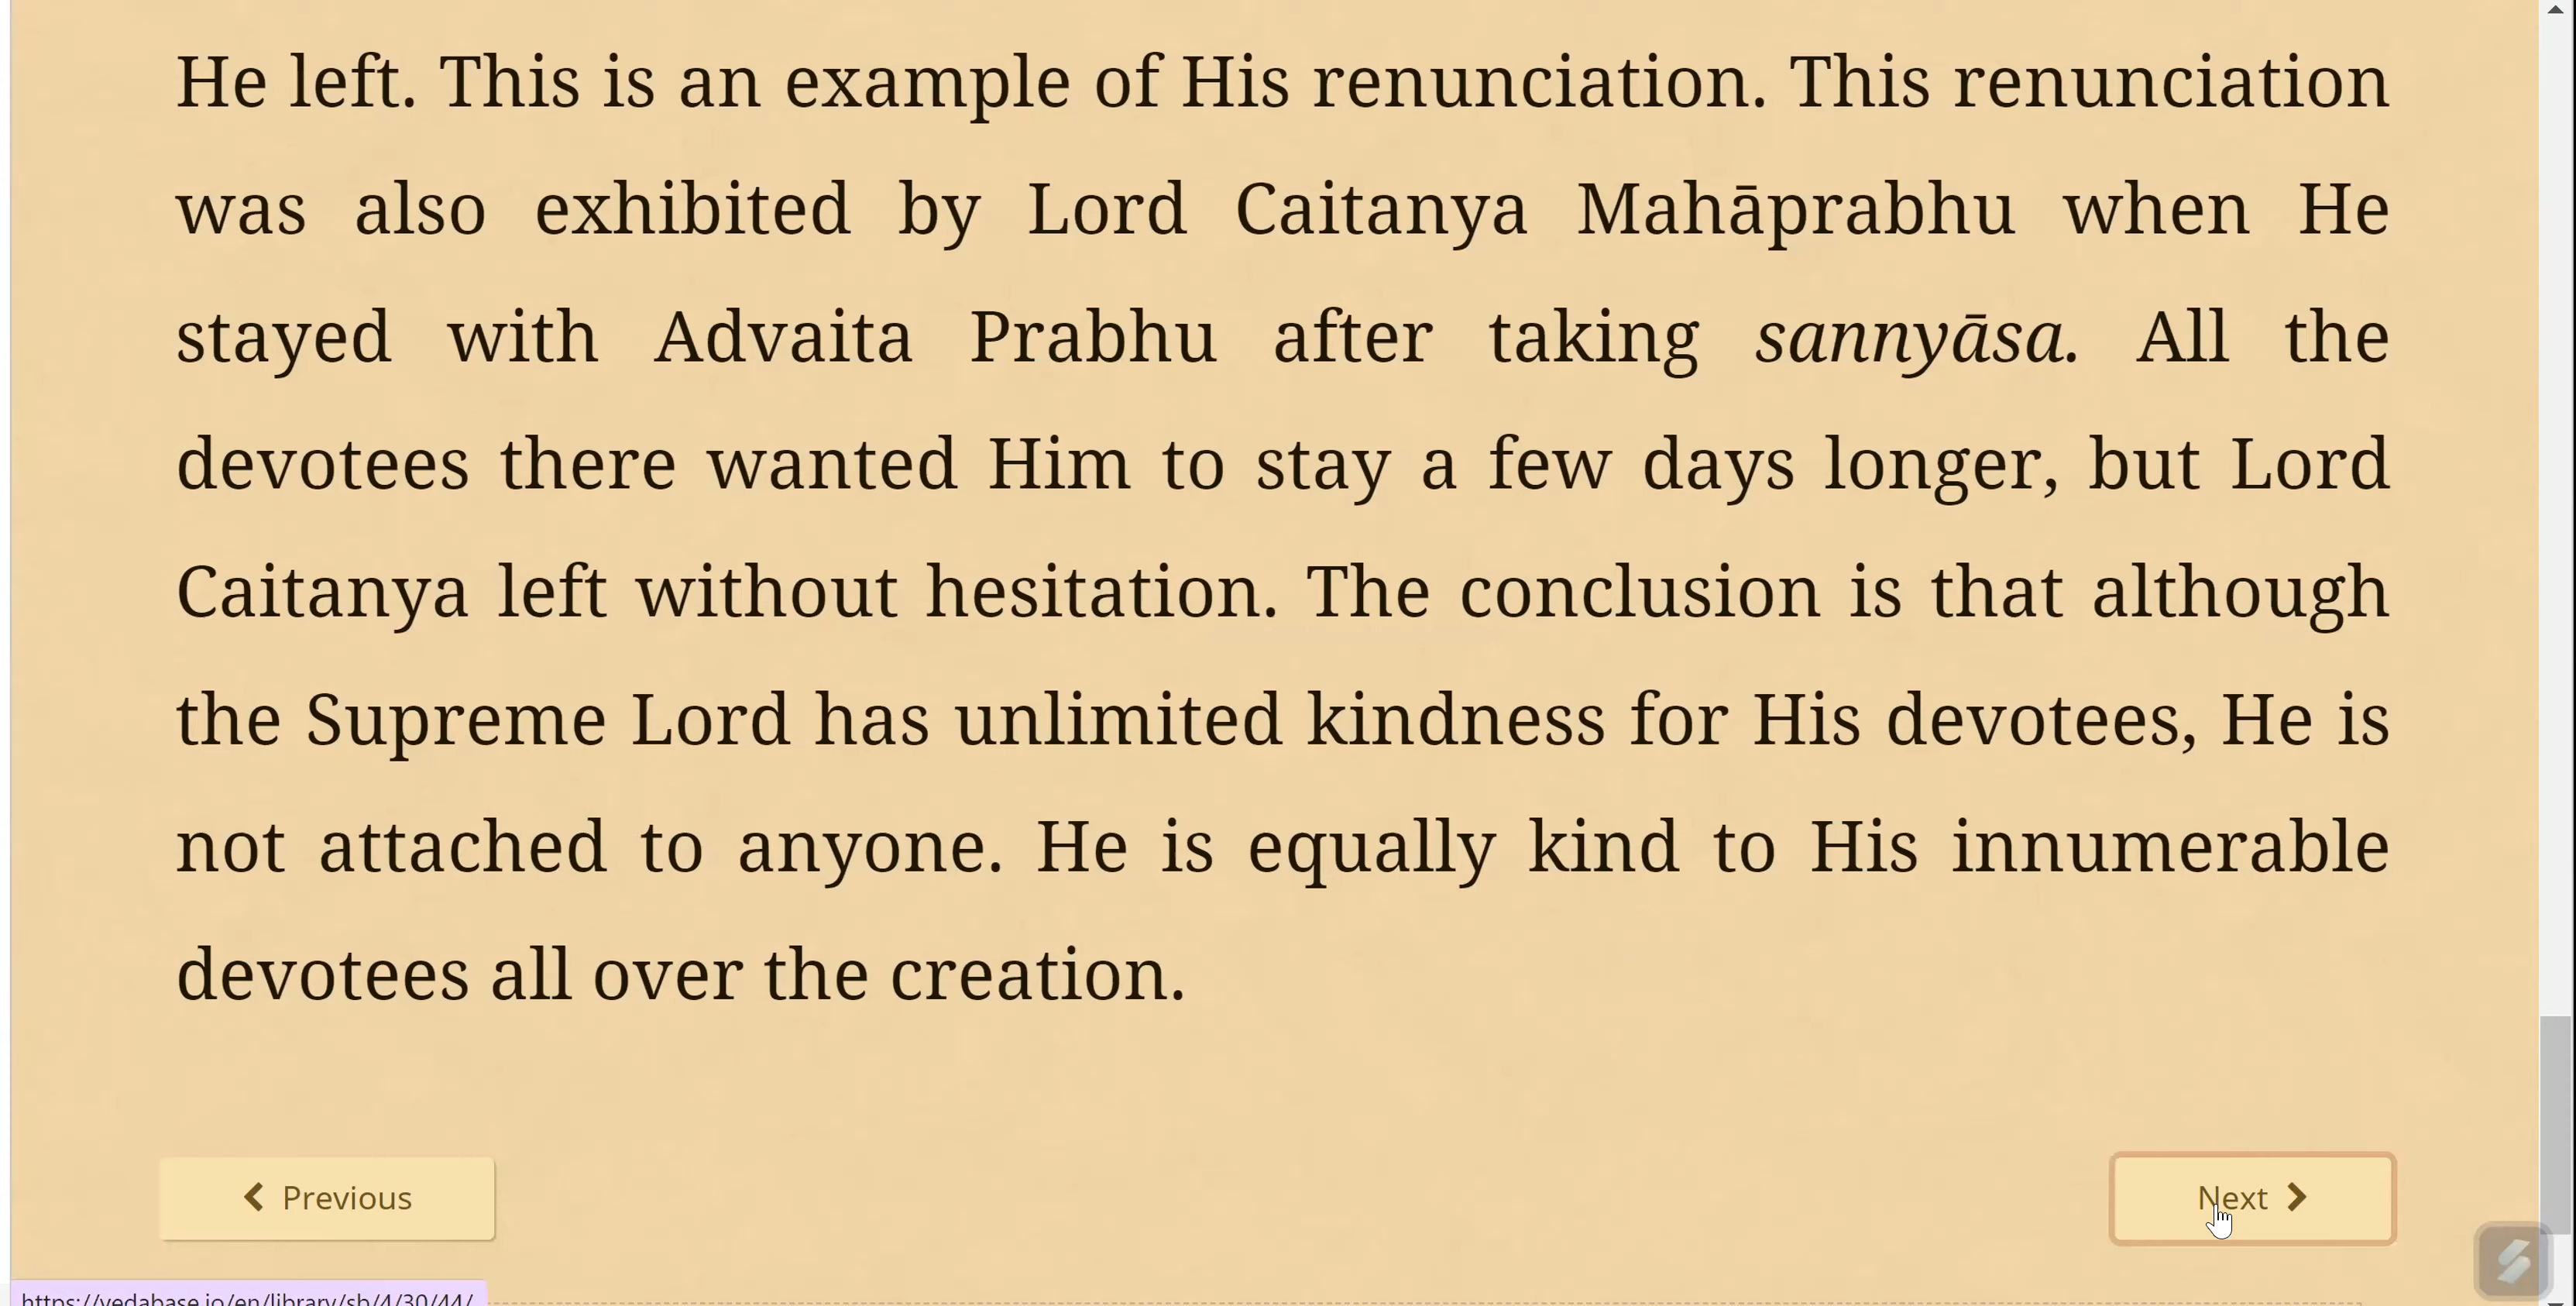 He left. This is an example of His renunciation. This renunciation
was also exhibited by Lord Caitanya Mahāprabhu when He
stayed with Advaita Prabhu after taking sannyāsa. All the
devotees there wanted Him to stay a few days longer, but Lord
Caitanya left without hesitation. The conclusion is that although
the Supreme Lord has unlimited kindness for His devotees, He is
not attached to anyone. He is equally kind to His innumerable
devotees all over the creation.
Previous
Next
https://vedabase.io/en/library/sb/4/30/44/